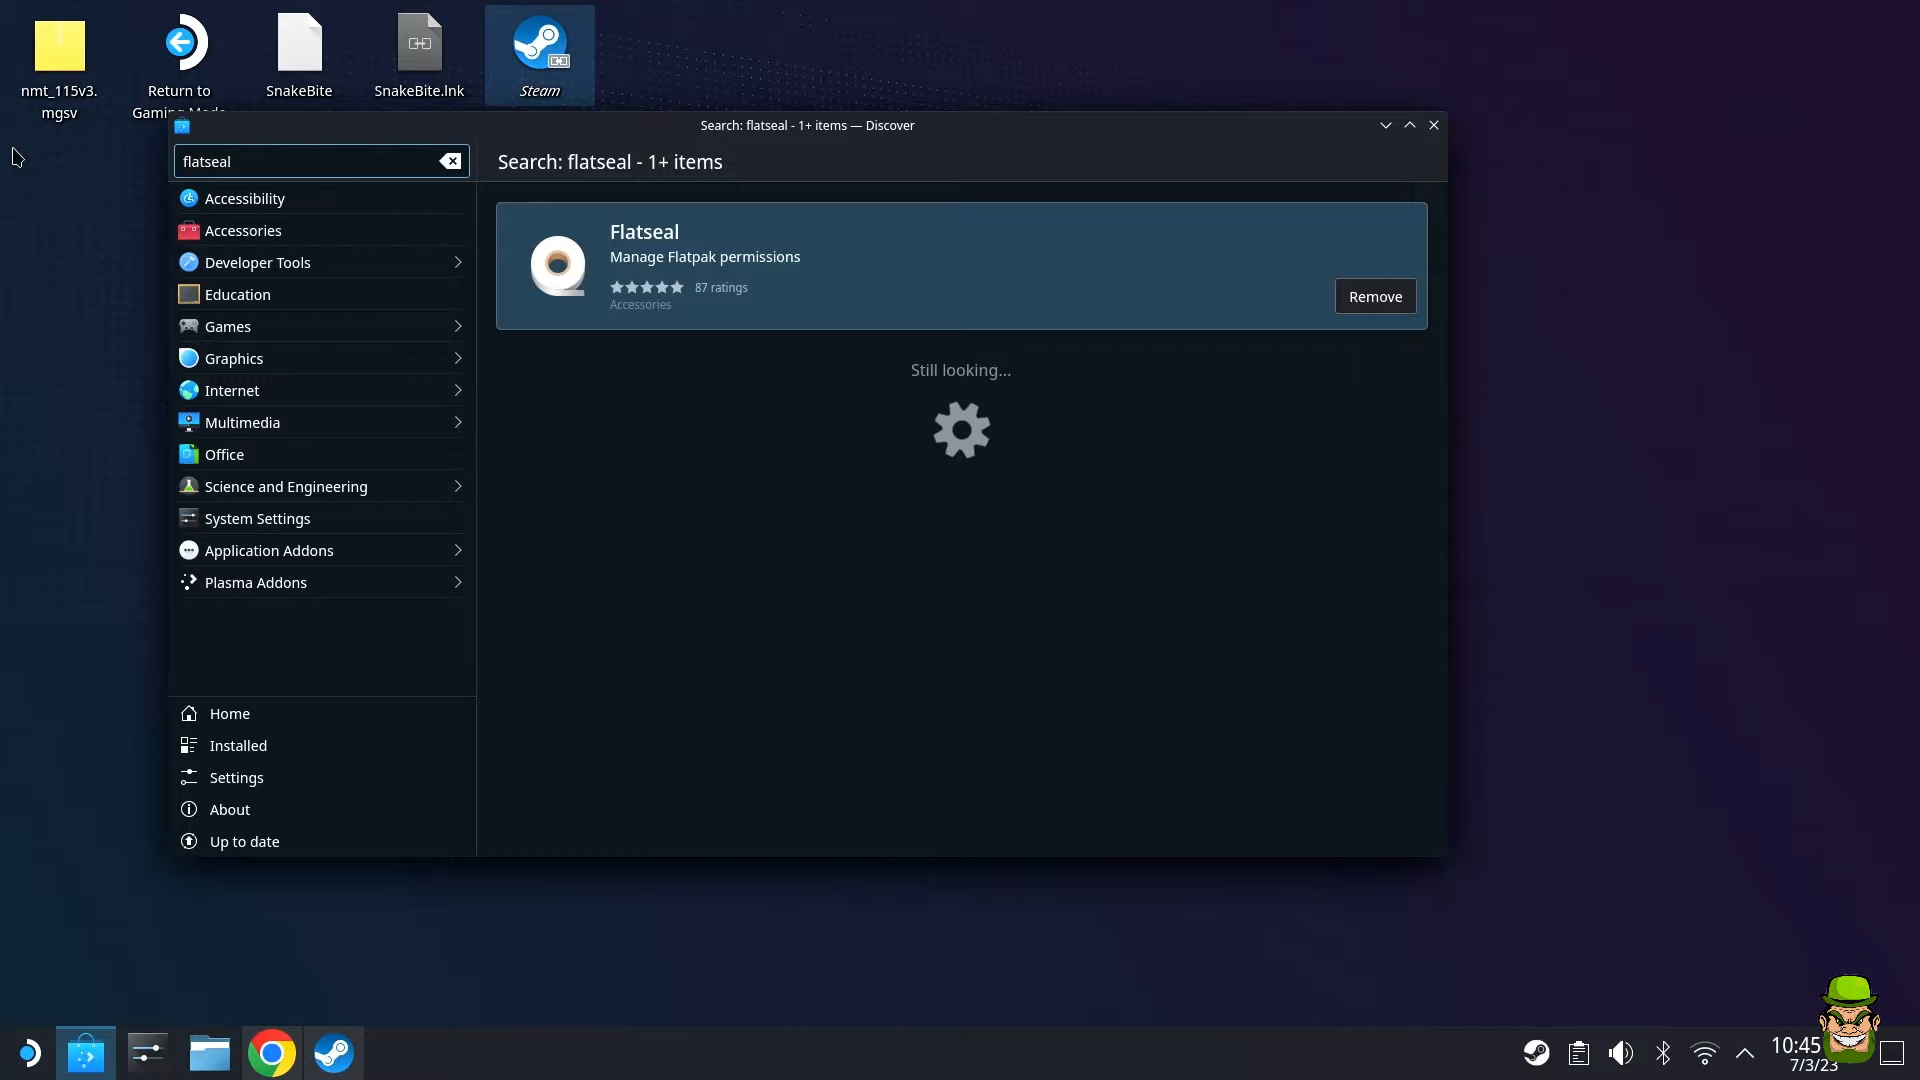 nmt_115v3.
mgsv
Return to
Gaming Mode
SnakeBite
SnakeBite.lnk
Steam
Search: flatseal - 1+ items — Discover
flatseal
Search: flatseal - 1+ items
Accessibility
Accessories
Developer Tools
Education
Games
Graphics
Internet
Multimedia
Office
Science and Engineering
System Settings
Application Addons
Plasma Addons
Home
Installed
Settings
About
Up to date
Flatseal
Manage Flatpak permissions
87 ratings
Accessories
Remove
Still looking...
10:45
7/3/23